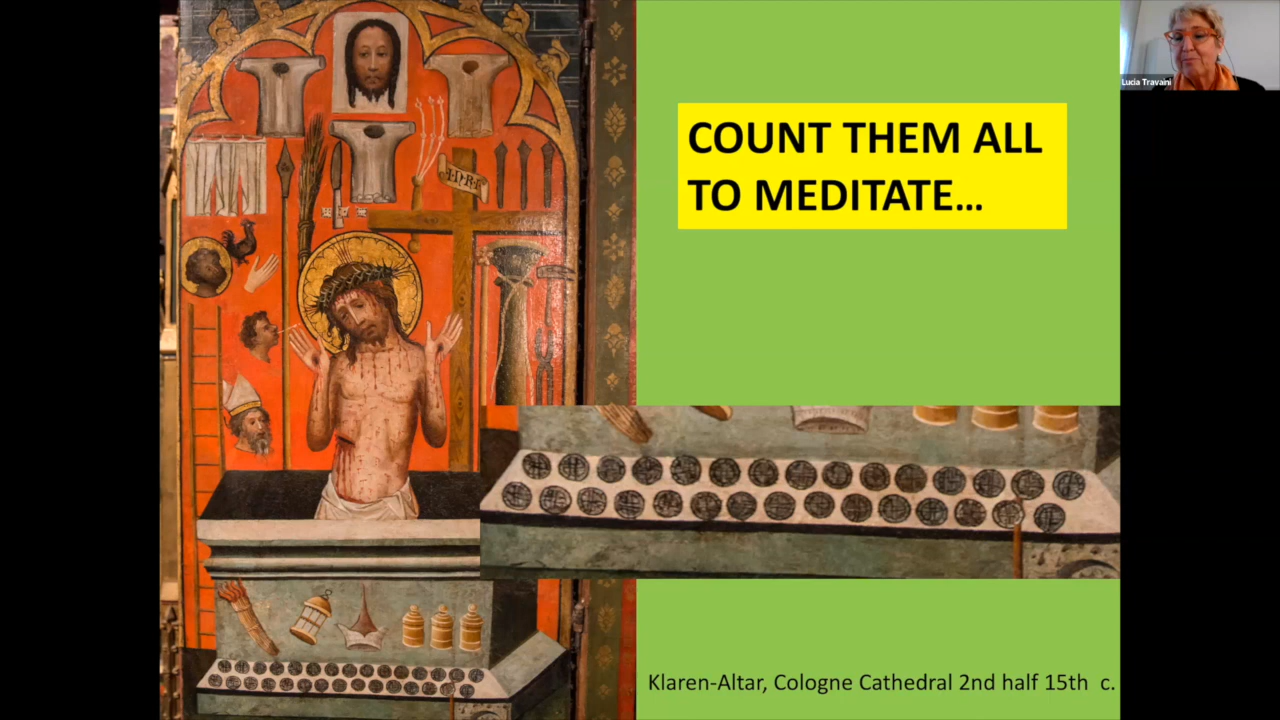 COUNT THEM ALL
TO MEDITATE...
I·N·R·I
Lucia Travaini
Klaren-Altar, Cologne Cathedral 2nd half 15th c.